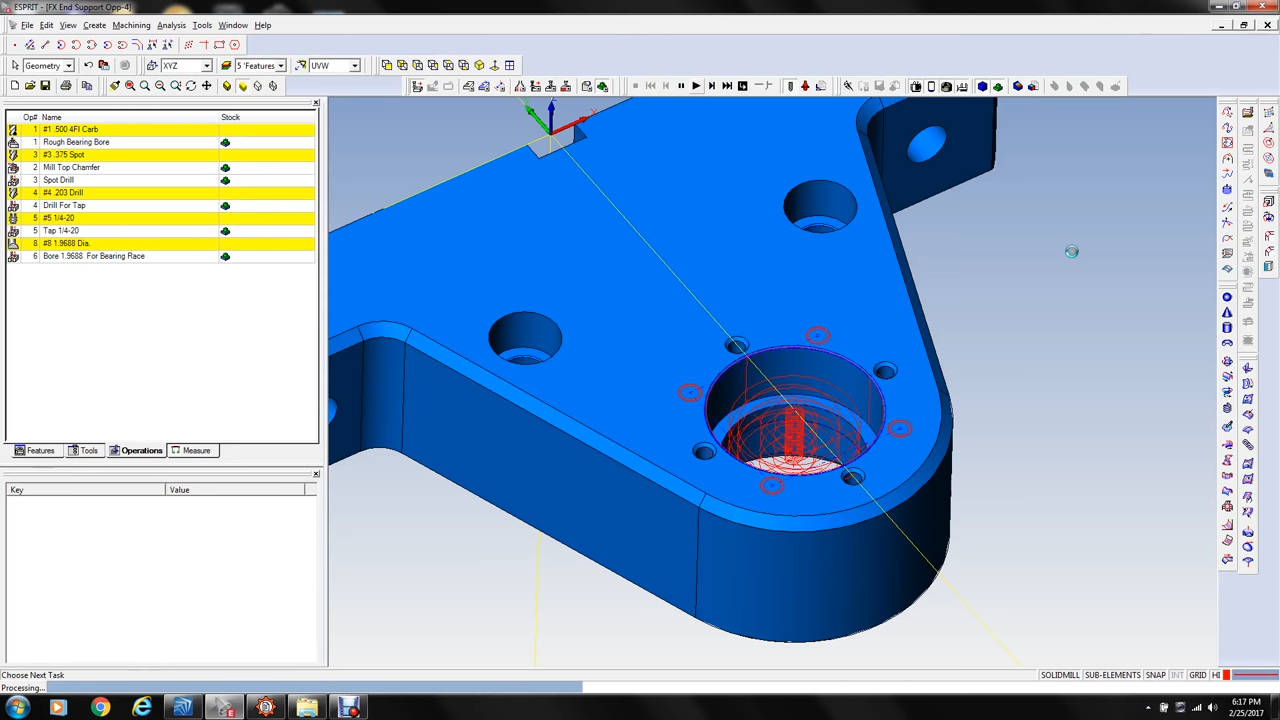 ESPRIT - [FX End Support Opp-4]
File Edit View Create Machining Analysis Tools Window Help
Geometry XYZ 5 'Features' UVW
Op# Name Stock
1 #1 .500 4Fl Carb
1 Rough Bearing Bore
3 #3 .375 Spot
2 Mill Top Chamfer
3 Spot Drill
4 #4 .203 Drill
4 Drill For Tap
5 #5 1/4-20
5 Tap 1/4-20
8 #8 1.9688 Dia.
6 Bore 1.9688 For Bearing Race
Features Tools Operations Measure
Key Value
Choose Next Task
SOLIDMILL SUB-ELEMENTS SNAP INT GRID HI
Processing...
6:17 PM
2/25/2017